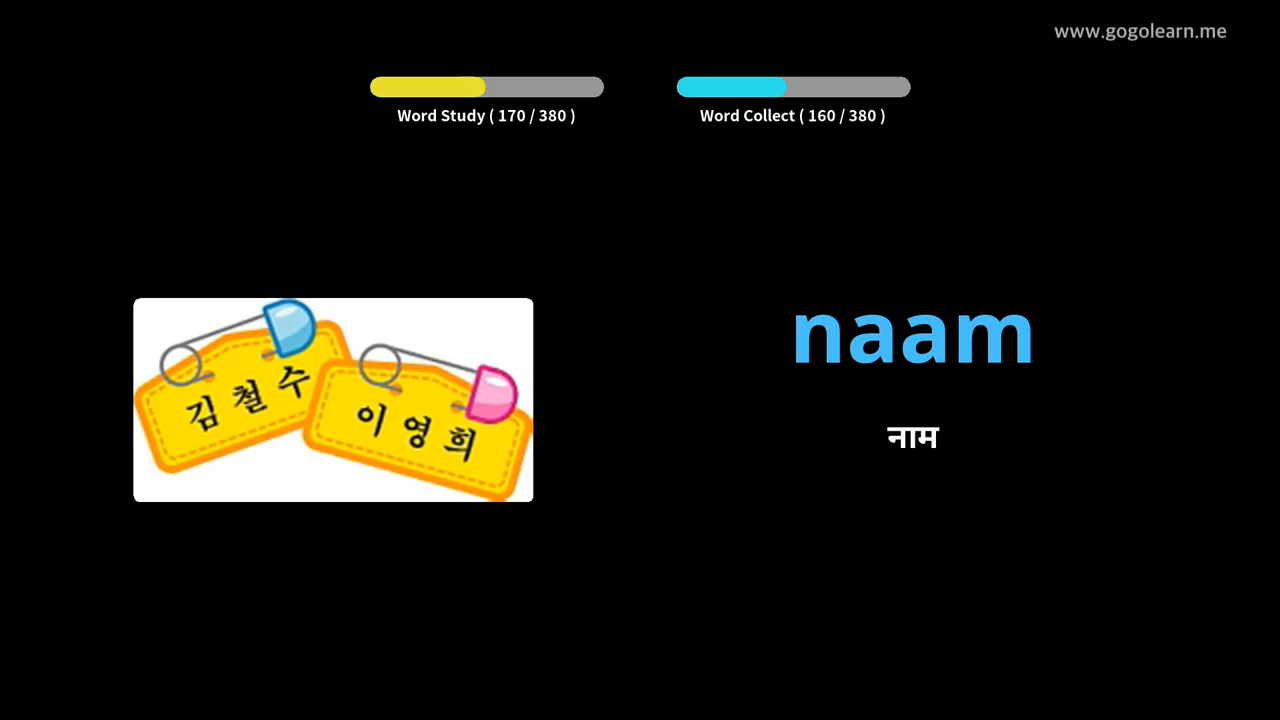 www.gogolearn.me
Word Study ( 170 / 380 )
Word Collect ( 160 / 380 )
김철수
이영희
naam
नाम